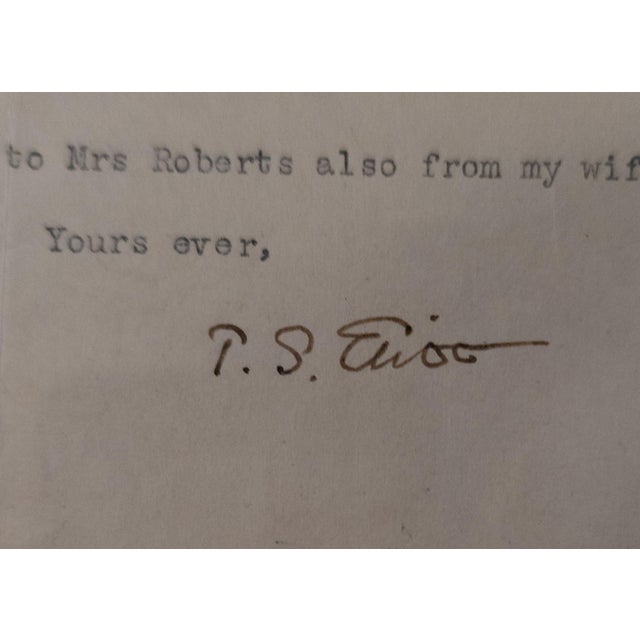 to Mrs Roberts also from my wif
Yours ever,
T. S. Eliot